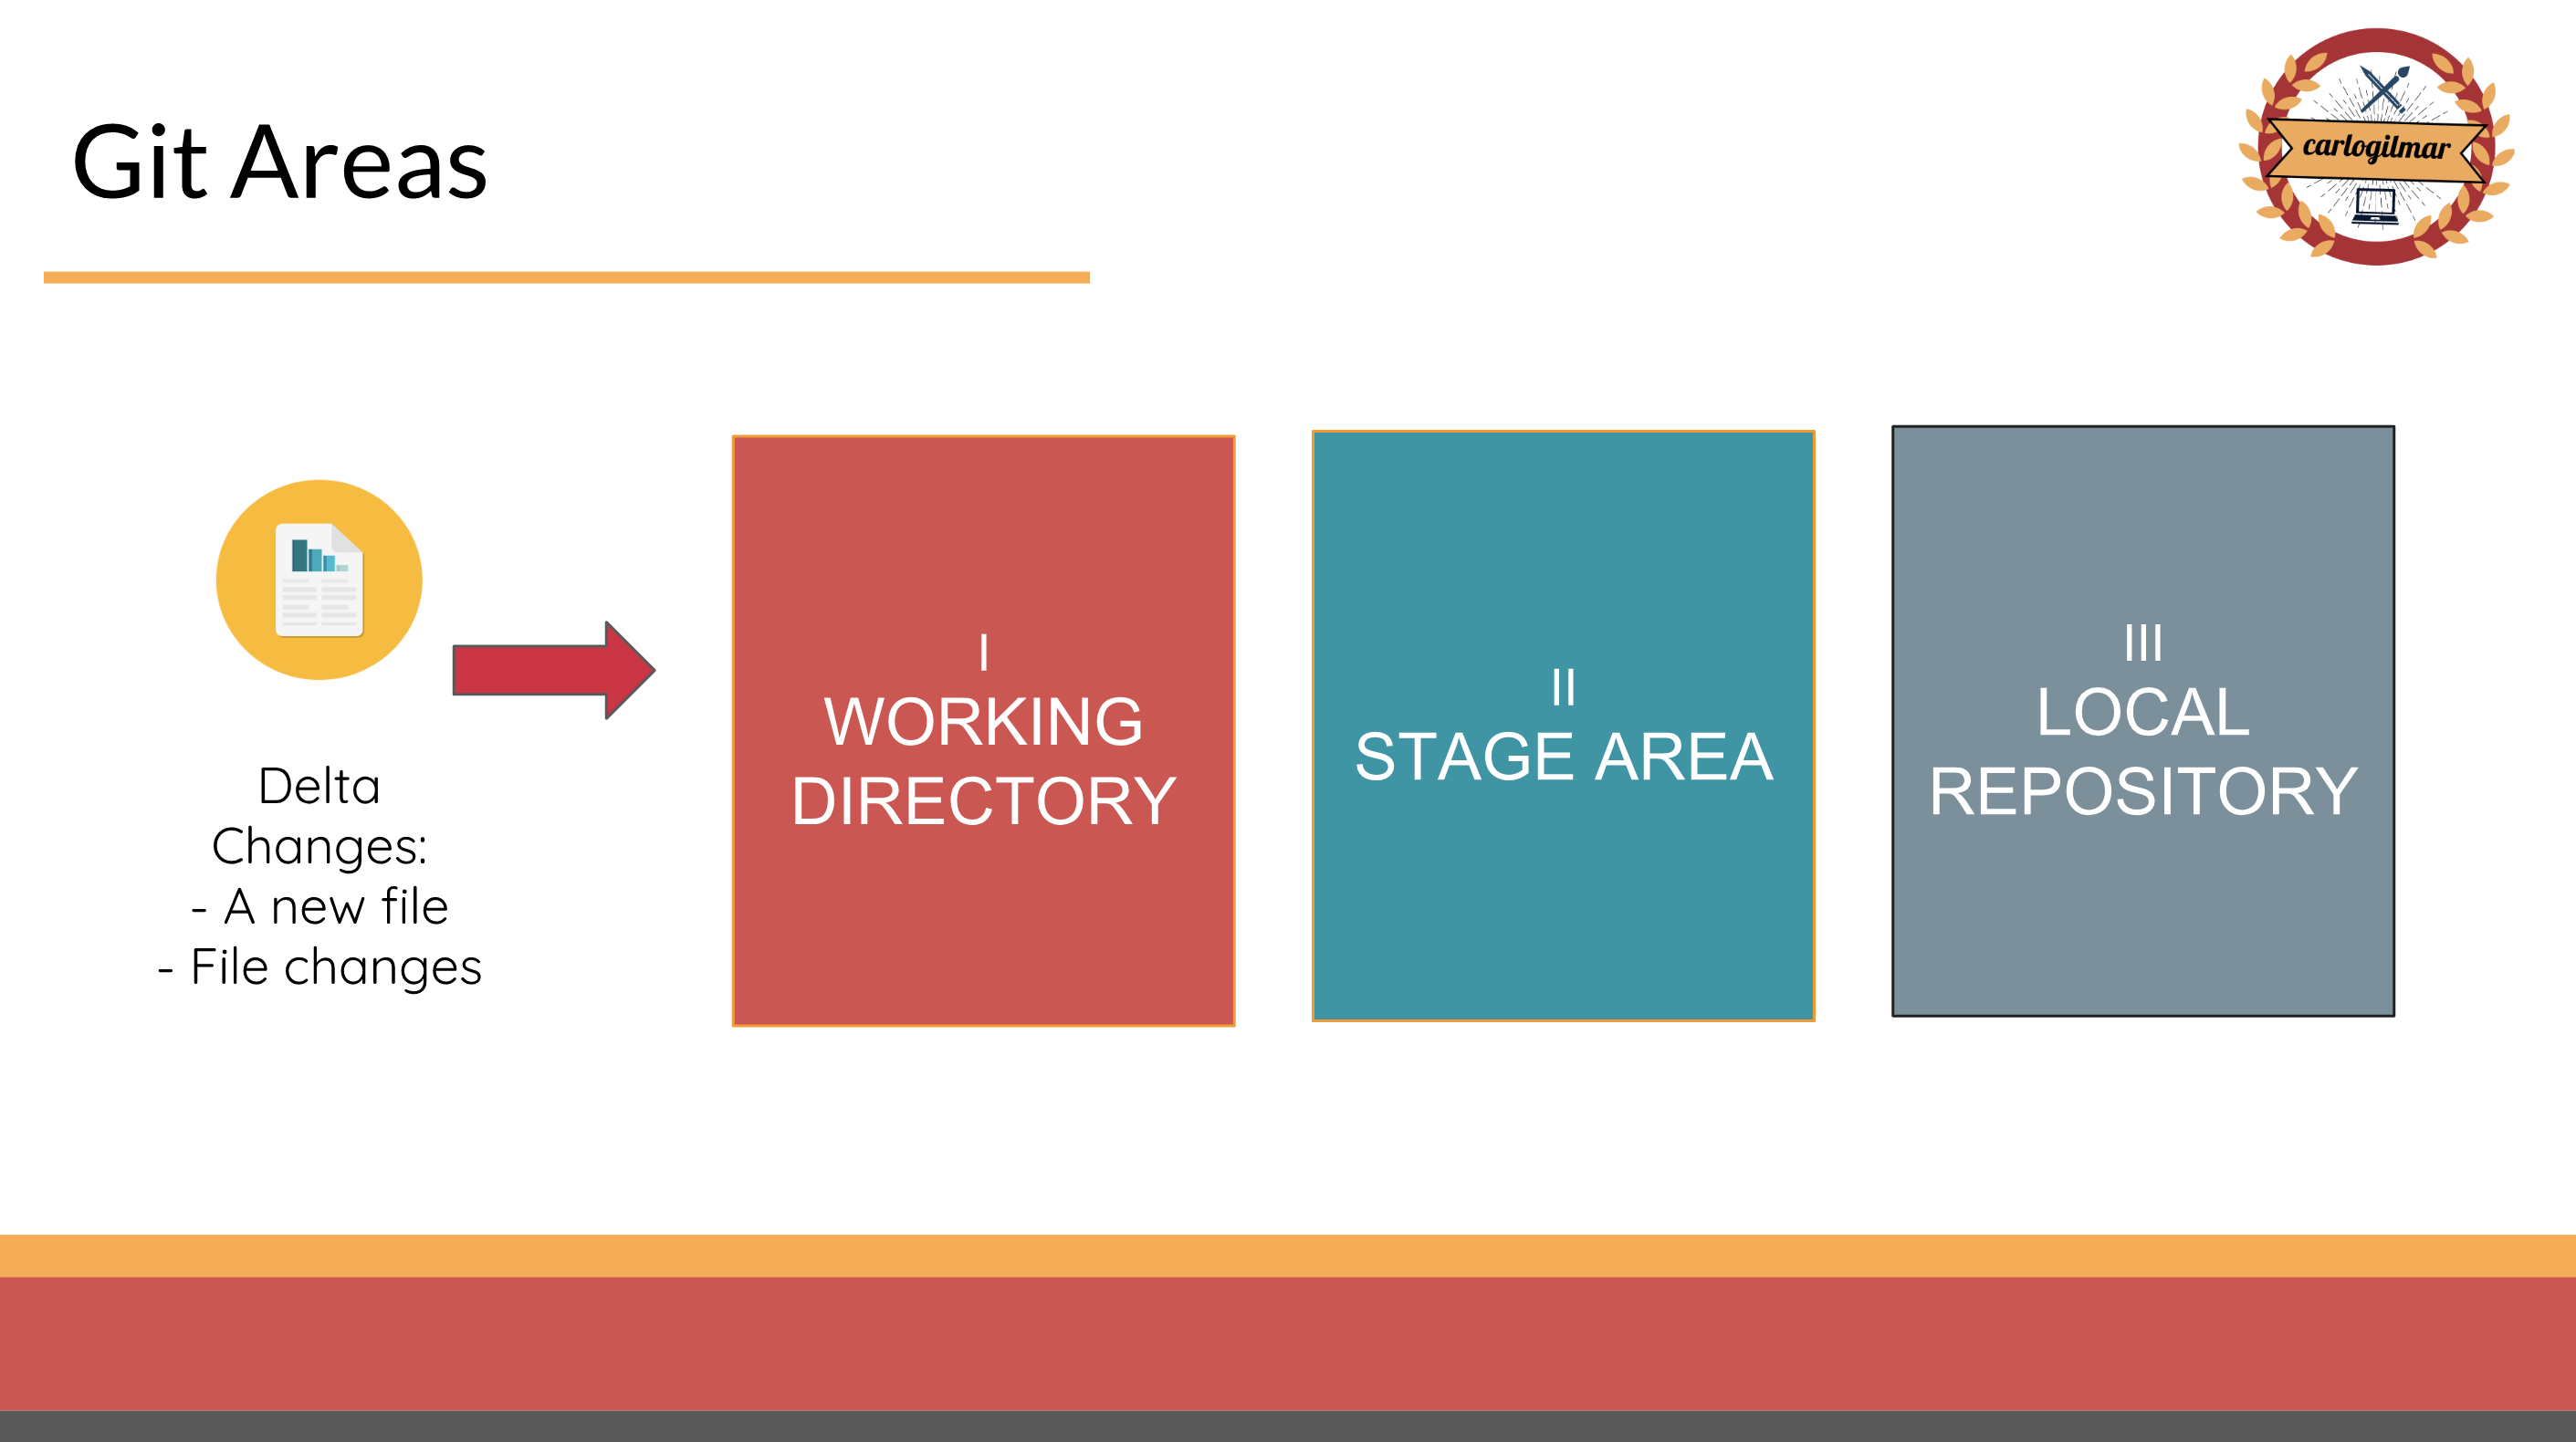 Git Areas
carlogilmar
Delta
Changes:
- A new file
- File changes
I
WORKING
DIRECTORY
II
STAGE AREA
III
LOCAL
REPOSITORY